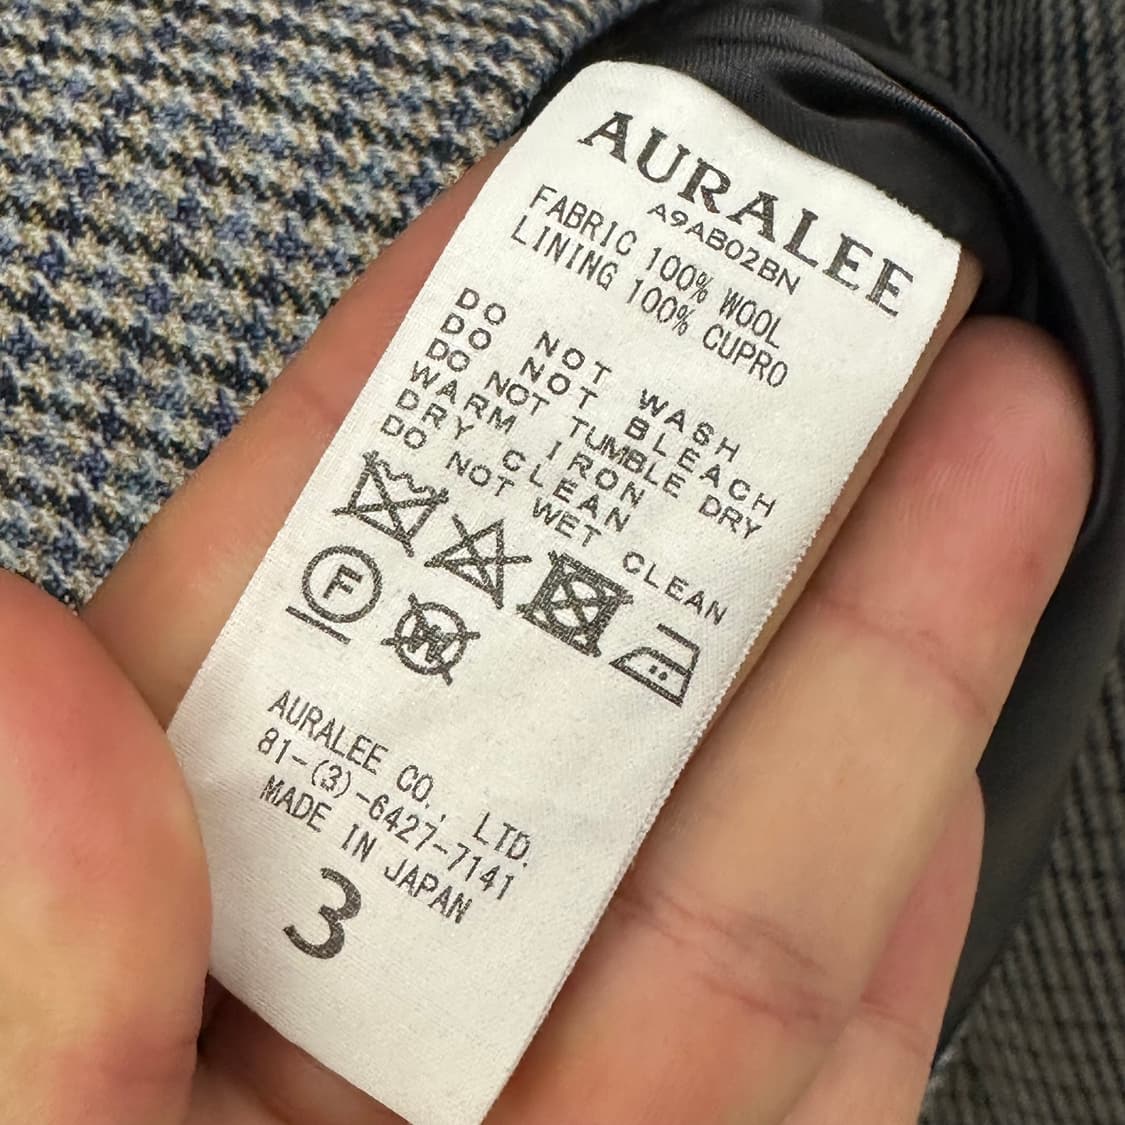 AURALEE
A9AB02BN
FABRIC 100% WOOL
LINING 100% CUPRO
DO NOT WASH
DO NOT BLEACH
DO NOT TUMBLE DRY
WARM IRON
DRY CLEAN
DO NOT WET CLEAN
F W
AURALEE CO., LTD.
81-(3)-6427-7141
MADE IN JAPAN
3